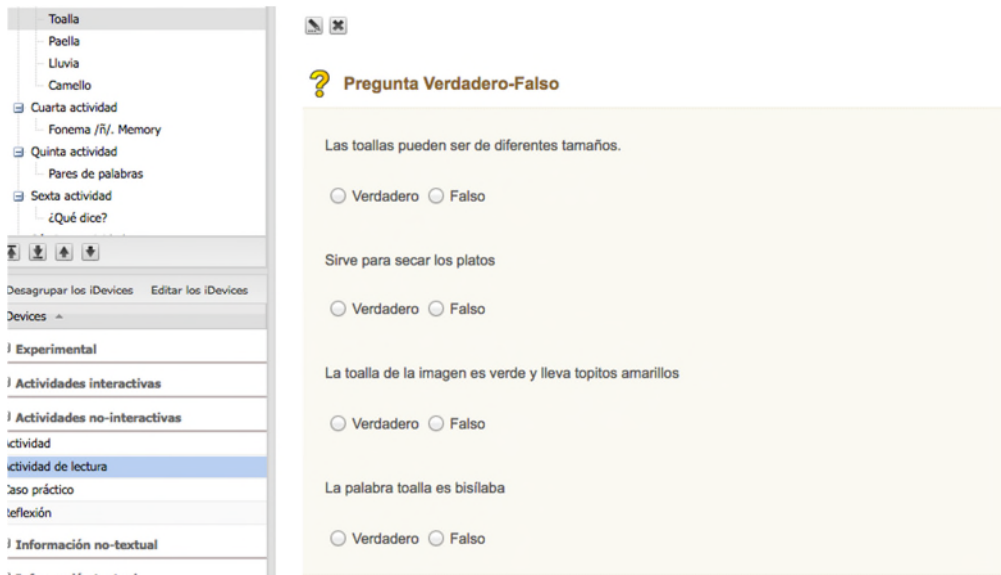 Toalla
Paella
Lluvia
Camello
Cuarta actividad
Fonema /ñ/. Memory
Quinta actividad
Pares de palabras
Sexta actividad
¿Qué dice?
Desagrupar los iDevices Editar los iDevices
Devices
Experimental
Actividades interactivas
Actividades no-interactivas
Actividad
Actividad de lectura
Caso práctico
Reflexión
Información no-textual
Pregunta Verdadero-Falso
Las toallas pueden ser de diferentes tamaños.
Verdadero Falso
Sirve para secar los platos
Verdadero Falso
La toalla de la imagen es verde y lleva topitos amarillos
Verdadero Falso
La palabra toalla es bisílaba
Verdadero Falso